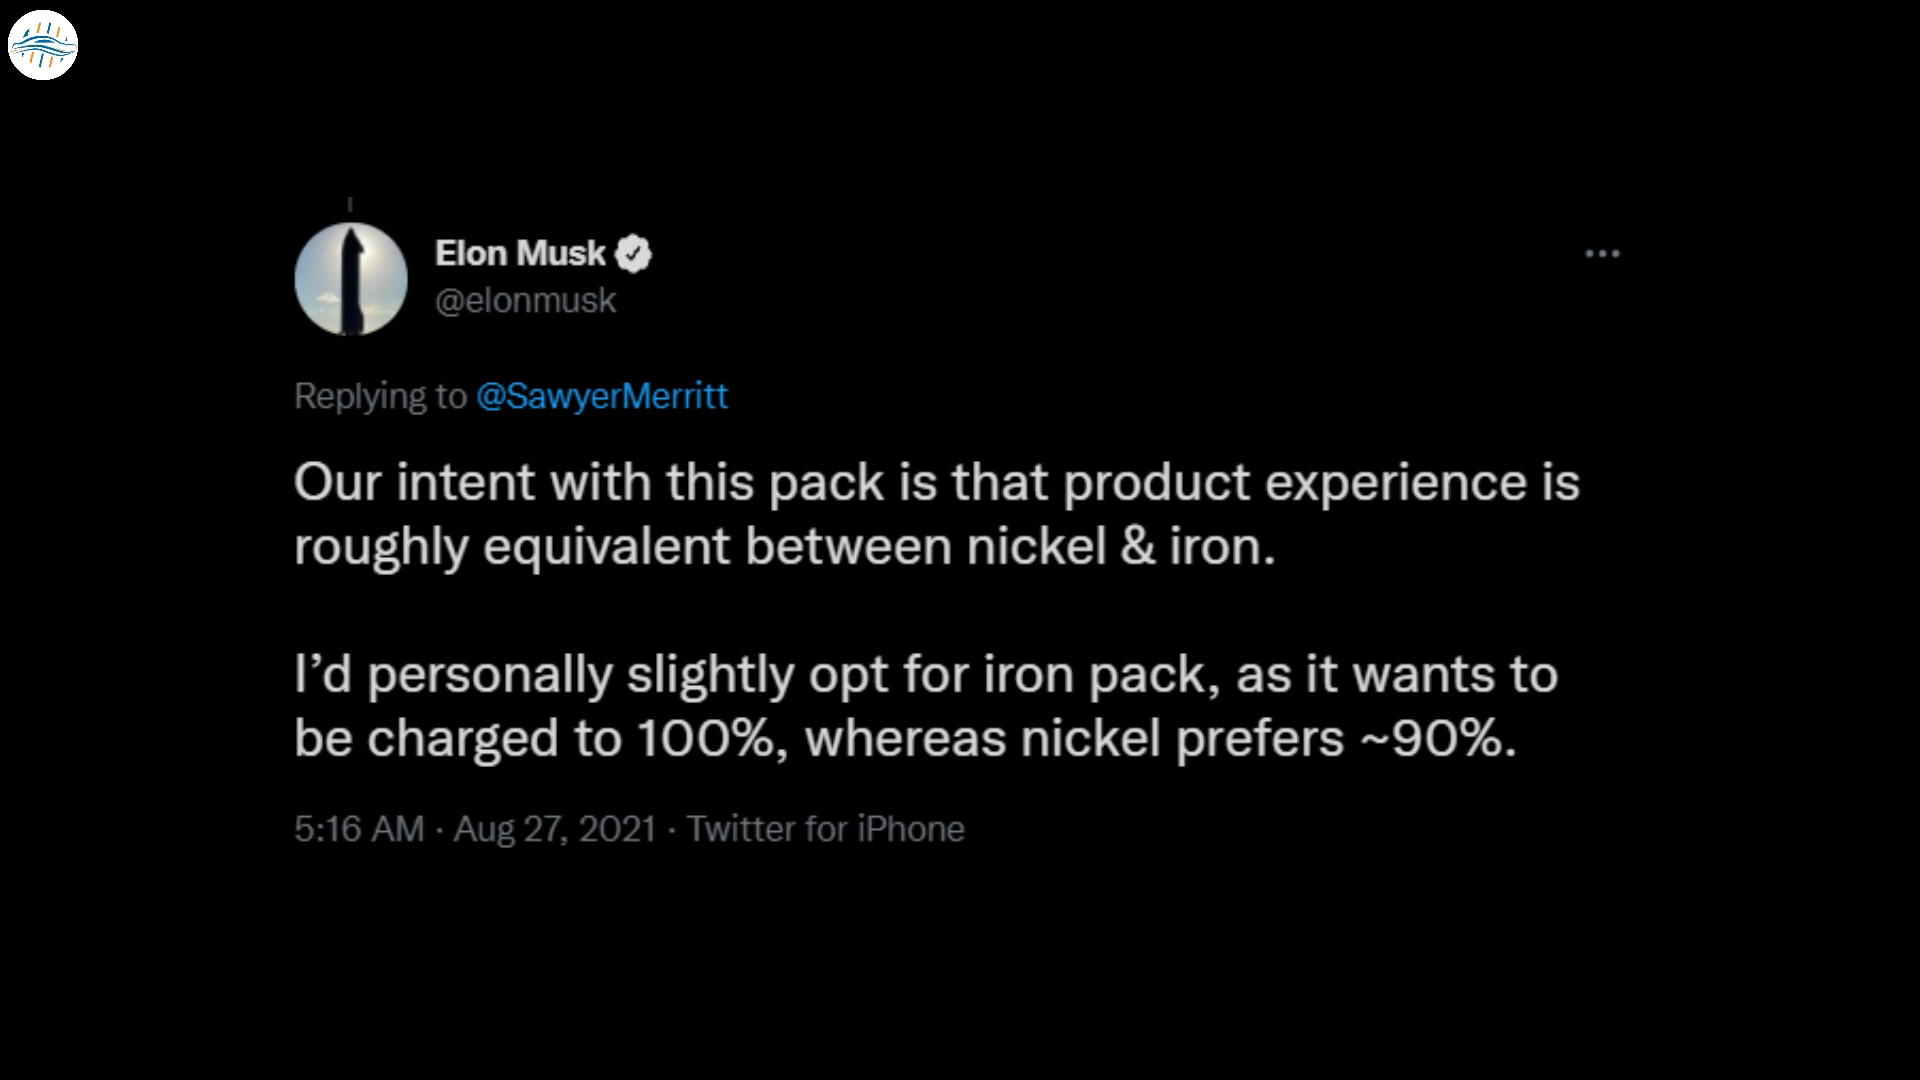 Elon Musk
@elonmusk
Replying to @SawyerMerritt
Our intent with this pack is that product experience is
roughly equivalent between nickel & iron.
I’d personally slightly opt for iron pack, as it wants to
be charged to 100%, whereas nickel prefers ~90%.
5:16 AM · Aug 27, 2021 · Twitter for iPhone